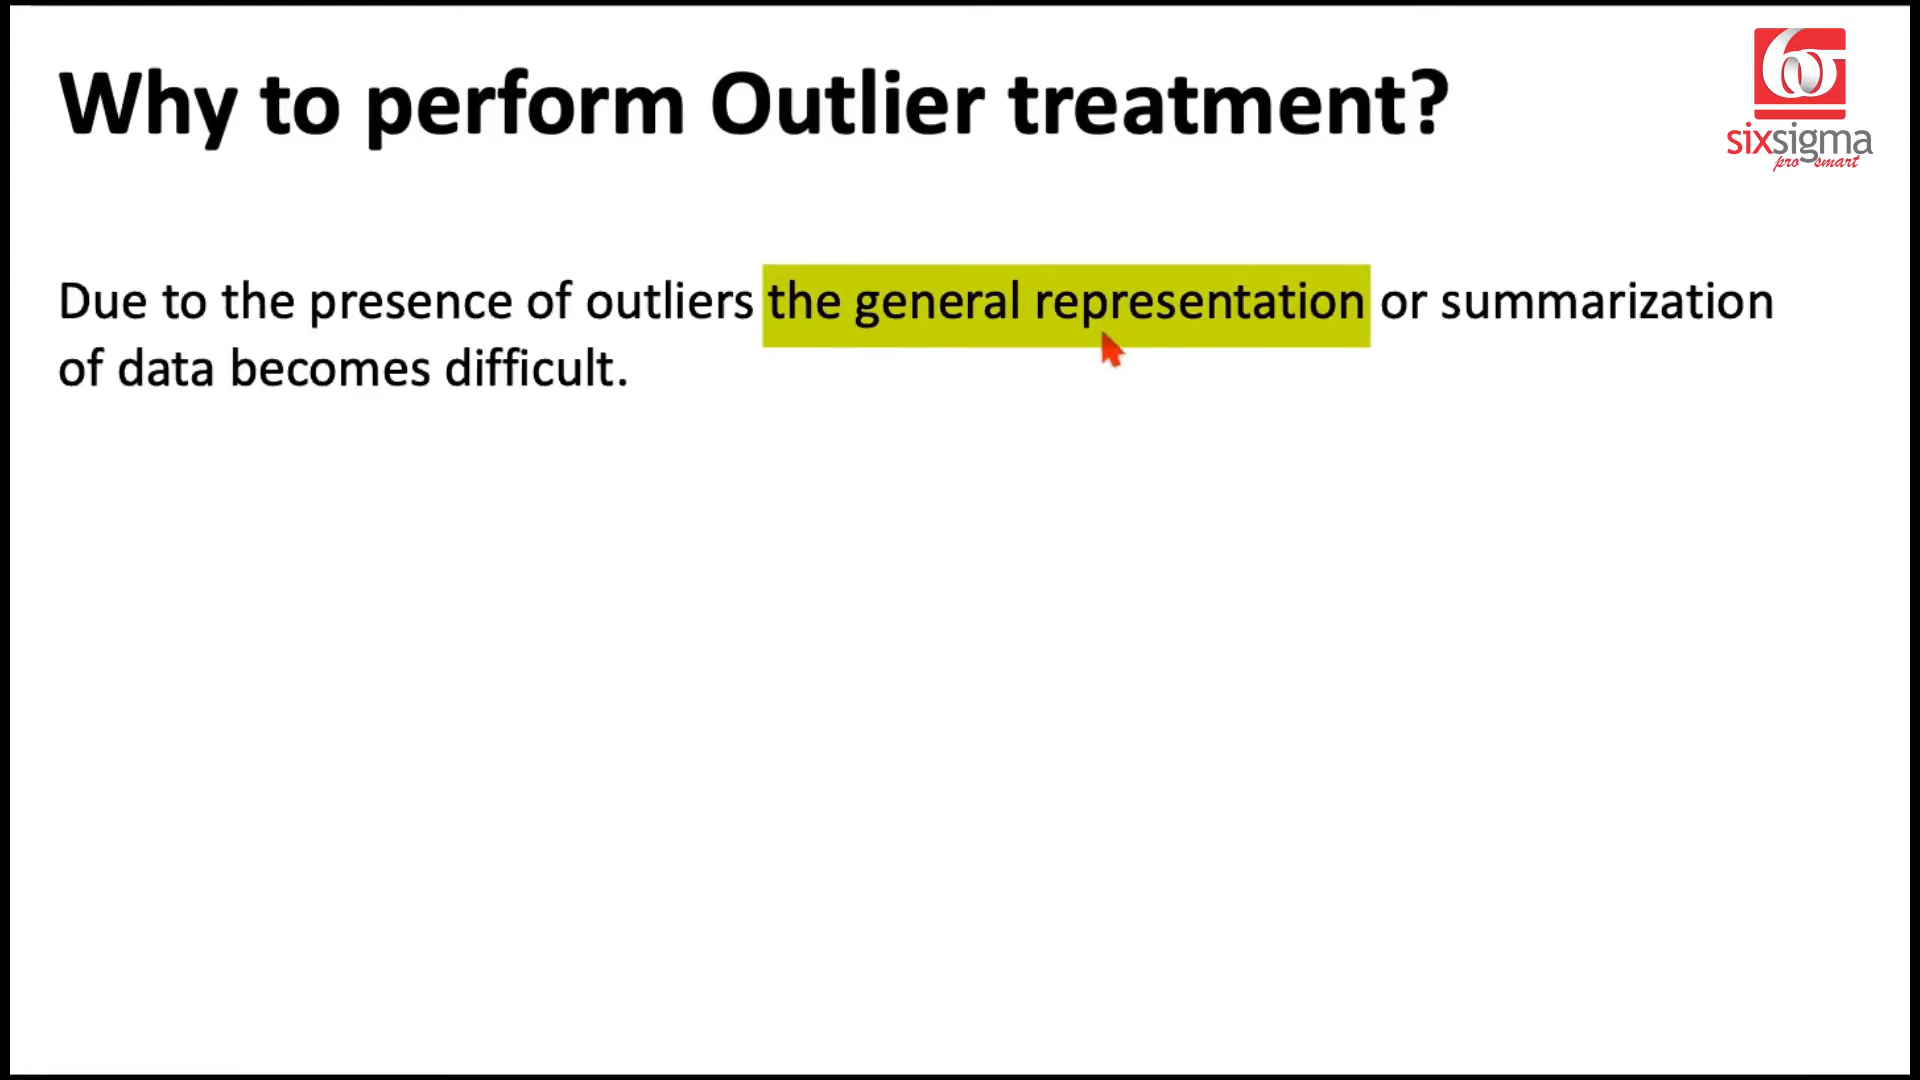 Why to perform Outlier treatment?
sixsigma
pro smart
Due to the presence of outliers the general representation or summarization
of data becomes difficult.